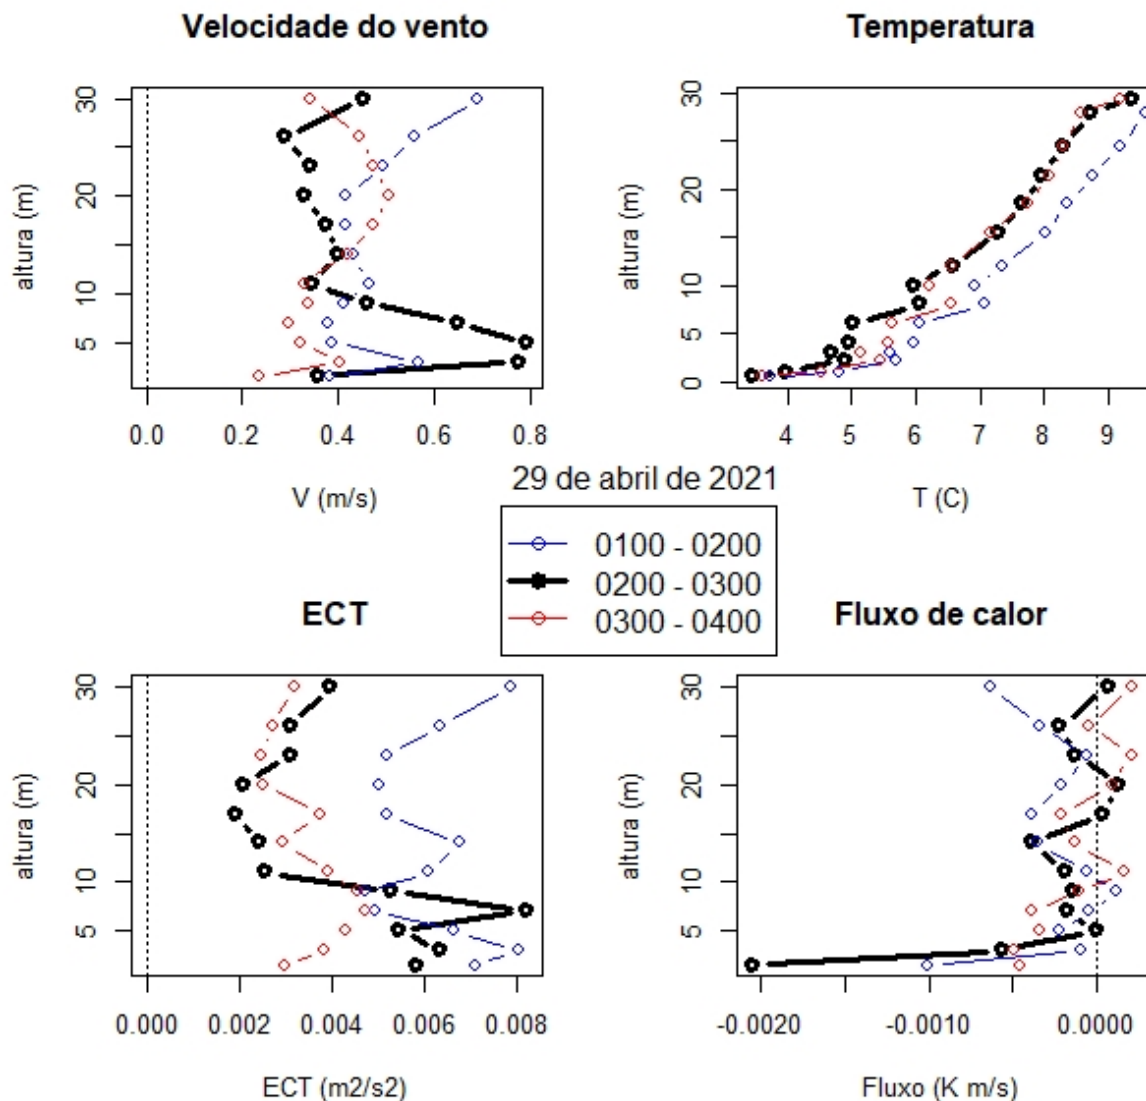 Velocidade do vento
30
20
10
5
altura (m)
0.0 0.2 0.4 0.6 0.8
V (m/s)
Temperatura
30
20
10
5
0
altura (m)
4 5 6 7 8 9
T (C)
29 de abril de 2021
0100 - 0200
0200 - 0300
0300 - 0400
ECT
30
20
10
5
altura (m)
0.000 0.002 0.004 0.006 0.008
ECT (m2/s2)
Fluxo de calor
30
20
10
5
altura (m)
-0.0020 -0.0010 0.0000
Fluxo (K m/s)